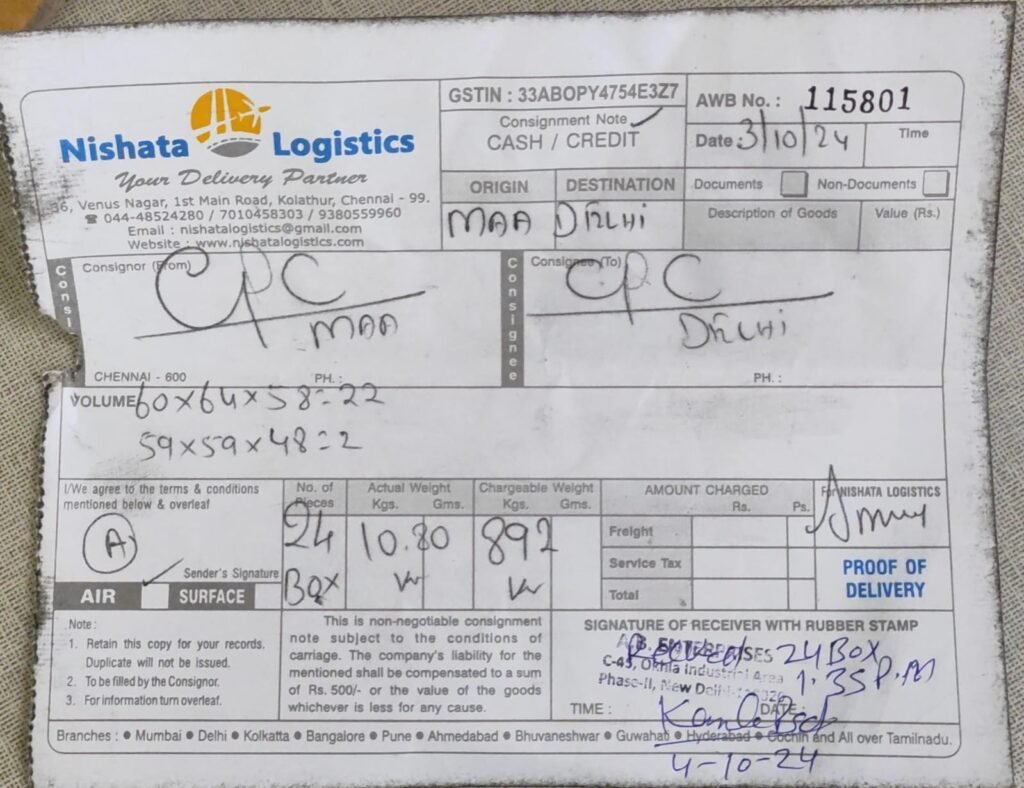 Nishata Logistics
Your Delivery Partner
36, Venus Nagar, 1st Main Road, Kolathur, Chennai - 99.
☎ 044-48524280 / 7010458303 / 9380559960
Email : nishatalogistics@gmail.com
Website : www.nishatalogistics.com
GSTIN : 33ABOPY4754E3Z7
Consignment Note
CASH / CREDIT
AWB No. : 115801
Date 3/10/24 Time
ORIGIN DESTINATION
MAA DELHI
Documents Non-Documents
Description of Goods Value (Rs.)
Consignor (From)
CPC
MAA
CHENNAI - 600 PH. :
Consignee
Consignee (To)
CPC
DELHI
PH. :
VOLUME 60x64x58=22
59x59x48=2
I/We agree to the terms & conditions
mentioned below & overleaf
A
Sender's Signature
AIR SURFACE
No. of Pieces
24
Box
Actual Weight
Kgs. Gms.
Chargeable Weight
Kgs. Gms.
892
AMOUNT CHARGED
Rs. Ps.
Freight
Service Tax
Total
For NISHATA LOGISTICS
PROOF OF
DELIVERY
Note :
1. Retain this copy for your records.
Duplicate will not be issued.
2. To be filled by the Consignor.
3. For information turn overleaf.
This is non-negotiable consignment
note subject to the conditions of
carriage. The company's liability for the
mentioned shall be compensated to a sum
of Rs. 500/- or the value of the goods
whichever is less for any cause.
SIGNATURE OF RECEIVER WITH RUBBER STAMP
ENTERPRISES
C-45, Okhla Industrial Area
Phase-II, New Delhi
Received 24 Box
1.35 P.M
TIME : DATE :
4-10-24
Branches : ● Mumbai ● Delhi ● Kolkatta ● Bangalore ● Pune ● Ahmedabad ● Bhuvaneshwar ● Guwahati ● Hyderabad ● Cochin and All over Tamilnadu.